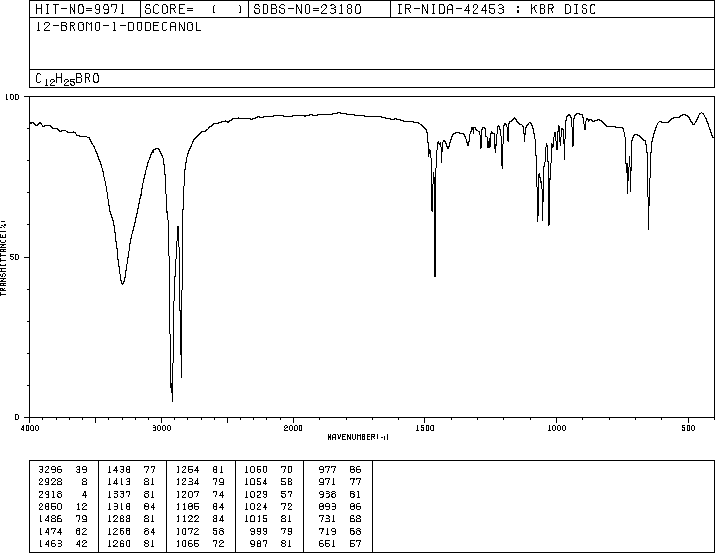 HIT-NO=9971 SCORE= ( ) SDBS-NO=23180 IR-NIDA-42453 : KBR DISC
12-BROMO-1-DODECANOL
C12H25BRO
100
50
0
TRANSMITTANCE(%)
4000 3000 2000 1500 1000 500
WAVENUMBER(-1)
3296 39 1438 77 1254 81 1060 70 977 86
2928 8 1413 81 1234 79 1054 58 971 77
2918 4 1337 81 1207 74 1029 57 938 81
2850 12 1318 84 1186 84 1024 72 893 86
1486 79 1288 81 1122 84 1015 81 731 68
1474 62 1268 84 1072 58 999 79 719 68
1463 42 1260 81 1065 72 987 81 651 57